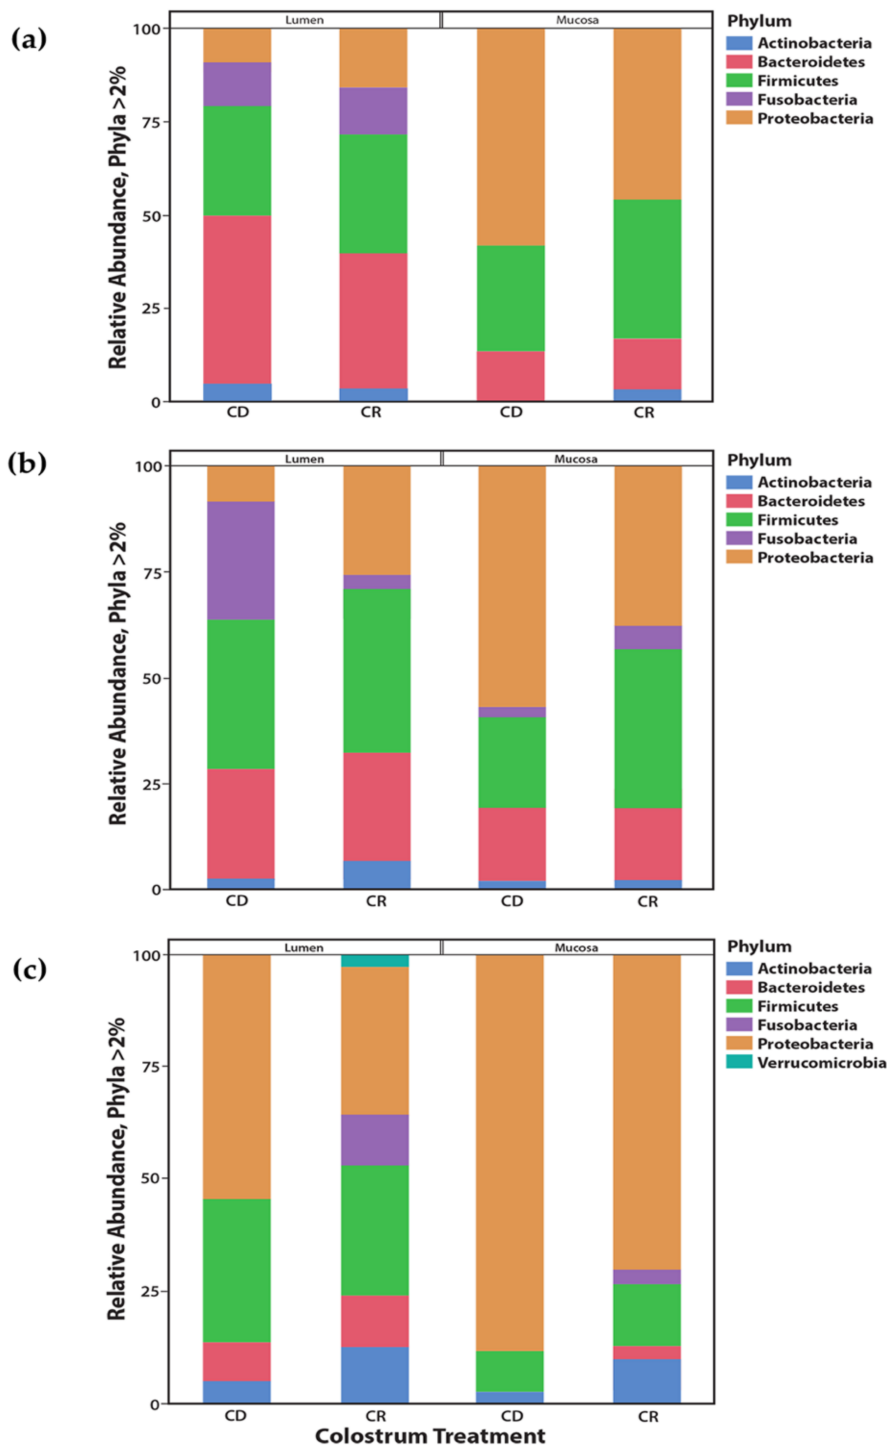 (a)
Lumen Mucosa
Phylum
Actinobacteria
Bacteroidetes
Firmicutes
Fusobacteria
Proteobacteria
Relative Abundance, Phyla >2%
100
75
50
25
0
CD CR CD CR
(b)
Lumen Mucosa
Phylum
Actinobacteria
Bacteroidetes
Firmicutes
Fusobacteria
Proteobacteria
Relative Abundance, Phyla >2%
100
75
50
25
0
CD CR CD CR
(c)
Lumen Mucosa
Phylum
Actinobacteria
Bacteroidetes
Firmicutes
Fusobacteria
Proteobacteria
Verrucomicrobia
Relative Abundance, Phyla >2%
100
75
50
25
0
CD CR CD CR
Colostrum Treatment